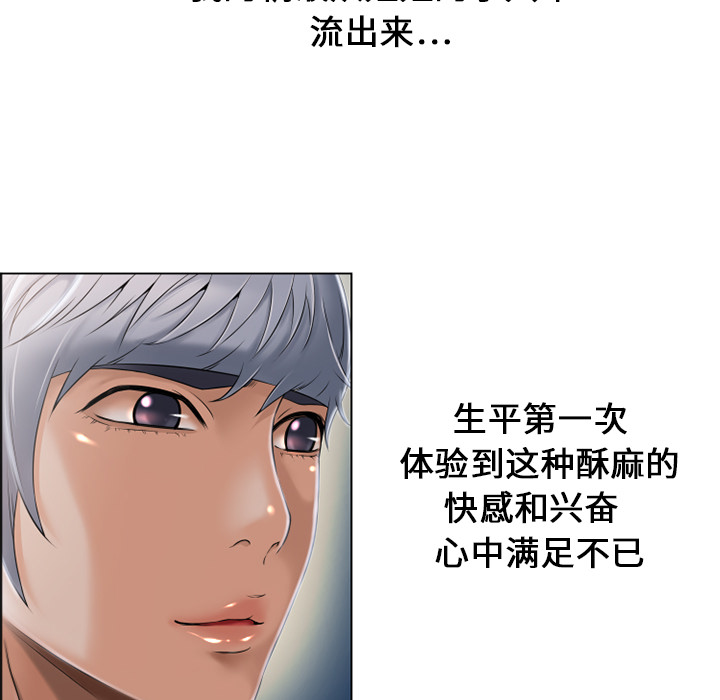 流出来...
生平第一次
体验到这种酥麻的
快感和兴奋
心中满足不已